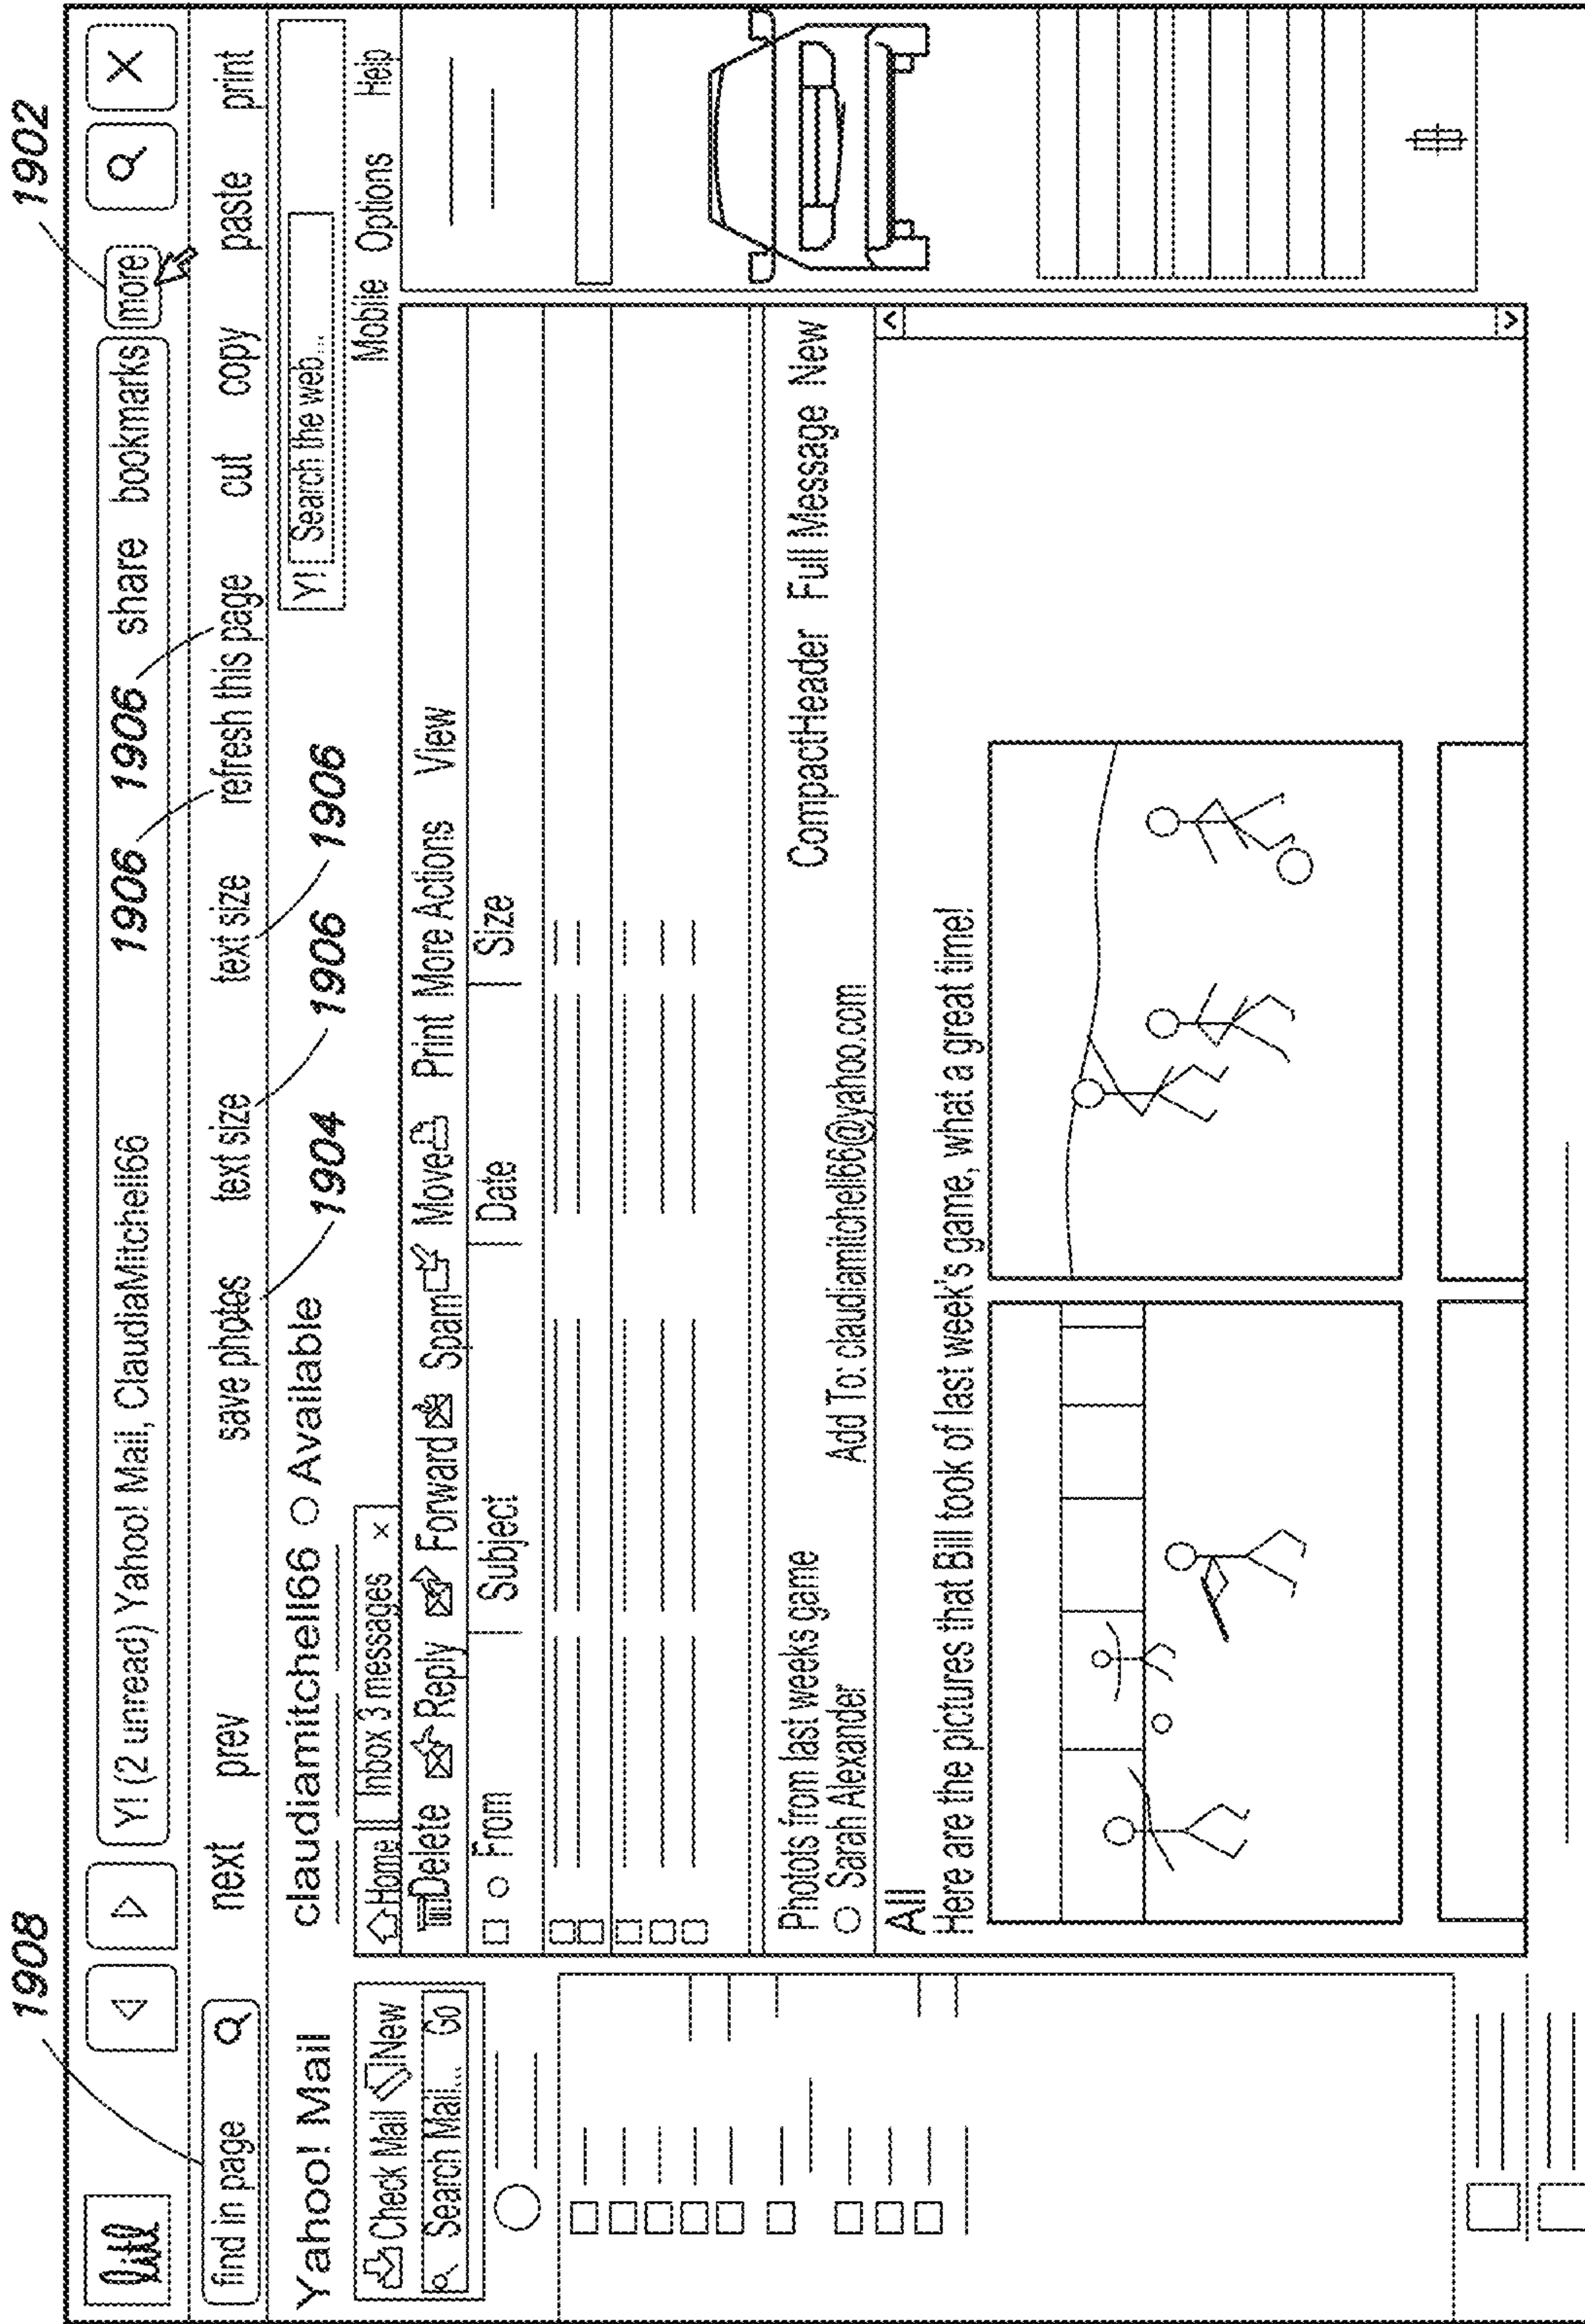 1908
1902
Y! (2 unread) Yahoo! Mail, ClaudiaMitchell66
1906
1906
share
bookmarks
more
X
find in page
next
prev
save photos
text size
text size
refresh this page
cut
copy
paste
print
Yahoo! Mail
claudiamitchell66
Available
1904
1906
1906
Y!
Search the web...
Check Mail
New
Home
Inbox 3 messages
×
Mobile
Options
Help
Search Mail...
Go
Delete
Reply
Forward
Spam
Move
Print
More Actions
View
From
Subject
Date
Size
Photots from last weeks game
CompactHeader
Full Message
New
Sarah Alexander
Add To: claudiamitchell66@yahoo.com
All
Here are the pictures that Bill took of last week's game, what a great time!